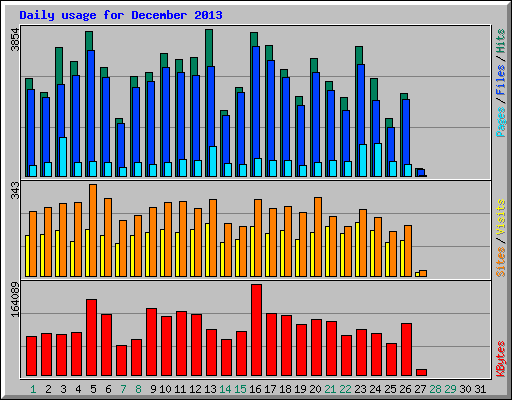 Daily usage for December 2013
3854
Pages / Files / Hits
343
Sites / Visits
164089
KBytes
1 2 3 4 5 6 7 8 9 10 11 12 13 14 15 16 17 18 19 20 21 22 23 24 25 26 27 28 29 30 31